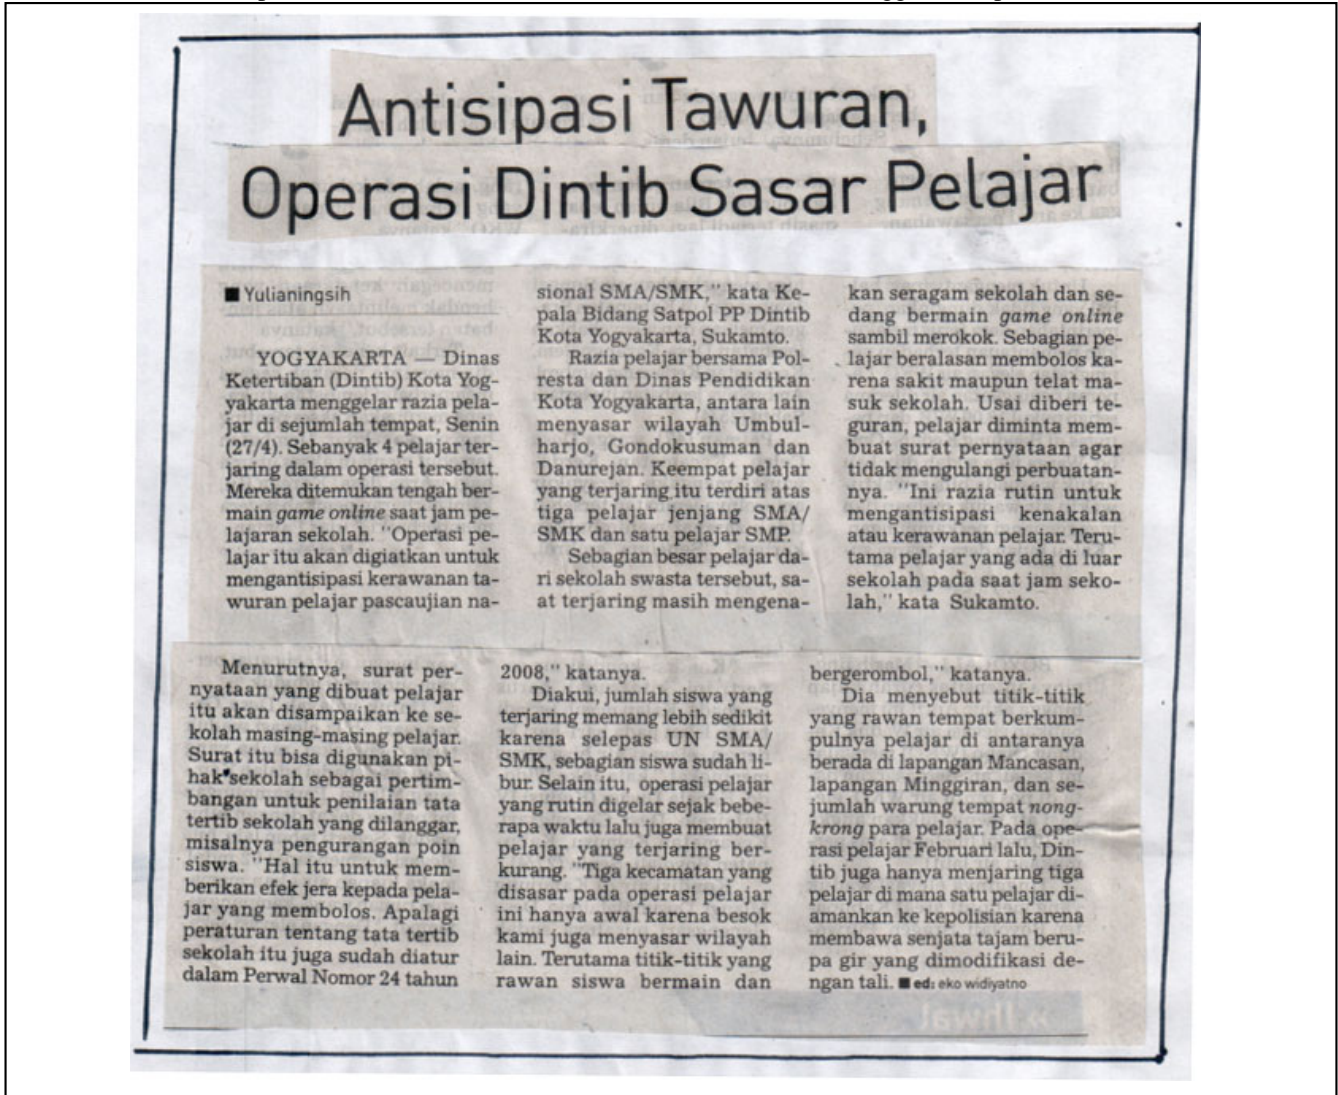 Antisipasi Tawuran,
Operasi Dintib Sasar Pelajar
■ Yulianingsih
YOGYAKARTA — Dinas
Ketertiban (Dintib) Kota Yog-
yakarta menggelar razia pela-
jar di sejumlah tempat, Senin
(27/4). Sebanyak 4 pelajar ter-
jaring dalam operasi tersebut.
Mereka ditemukan tengah ber-
main game online saat jam pe-
lajaran sekolah. "Operasi pe-
lajar itu akan digiatkan untuk
mengantisipasi kerawanan ta-
wuran pelajar pascaujian na-
sional SMA/SMK," kata Ke-
pala Bidang Satpol PP Dintib
Kota Yogyakarta, Sukamto.
Razia pelajar bersama Pol-
resta dan Dinas Pendidikan
Kota Yogyakarta, antara lain
menyasar wilayah Umbul-
harjo, Gondokusuman dan
Danurejan. Keempat pelajar
yang terjaring itu terdiri atas
tiga pelajar jenjang SMA/
SMK dan satu pelajar SMP.
Sebagian besar pelajar da-
ri sekolah swasta tersebut, sa-
at terjaring masih mengena-
kan seragam sekolah dan se-
dang bermain game online
sambil merokok. Sebagian pe-
lajar beralasan membolos ka-
rena sakit maupun telat ma-
suk sekolah. Usai diberi te-
guran, pelajar diminta mem-
buat surat pernyataan agar
tidak mengulangi perbuatan-
nya. "Ini razia rutin untuk
mengantisipasi kenakalan
atau kerawanan pelajar. Teru-
tama pelajar yang ada di luar
sekolah pada saat jam seko-
lah," kata Sukamto.
Menurutnya, surat per-
nyataan yang dibuat pelajar
itu akan disampaikan ke se-
kolah masing-masing pelajar.
Surat itu bisa digunakan pi-
hak sekolah sebagai pertim-
bangan untuk penilaian tata
tertib sekolah yang dilanggar,
misalnya pengurangan poin
siswa. "Hal itu untuk mem-
berikan efek jera kepada pela-
jar yang membolos. Apalagi
peraturan tentang tata tertib
sekolah itu juga sudah diatur
dalam Perwal Nomor 24 tahun
2008," katanya.
Diakui, jumlah siswa yang
terjaring memang lebih sedikit
karena selepas UN SMA/
SMK, sebagian siswa sudah li-
bur. Selain itu, operasi pelajar
yang rutin digelar sejak bebe-
rapa waktu lalu juga membuat
pelajar yang terjaring ber-
kurang. "Tiga kecamatan yang
disasar pada operasi pelajar
ini hanya awal karena besok
kami juga menyasar wilayah
lain. Terutama titik-titik yang
rawan siswa bermain dan
bergerombol," katanya.
Dia menyebut titik-titik
yang rawan tempat berkum-
pulnya pelajar di antaranya
berada di lapangan Mancasan,
lapangan Minggiran, dan se-
jumlah warung tempat nong-
krong para pelajar. Pada ope-
rasi pelajar Februari lalu, Din-
tib juga hanya menjaring tiga
pelajar di mana satu pelajar di-
amankan ke kepolisian karena
membawa senjata tajam beru-
pa gir yang dimodifikasi de-
ngan tali. ■ ed: eko widiyatno